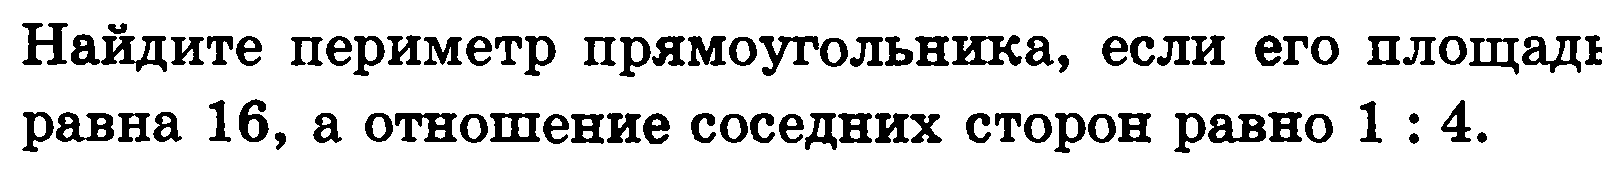 Найдите периметр прямоугольника, если его площадь
равна 16, а отношение соседних сторон равно 1 : 4.